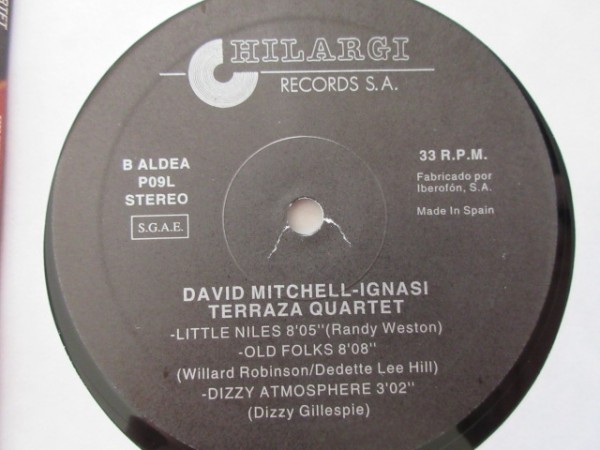 HILARGI
RECORDS S.A.
B ALDEA
P09L
STEREO
S.G.A.E.
33 R.P.M.
Fabricado por
Iberofón, S.A.
Made In Spain
DAVID MITCHELL-IGNASI
TERRAZA QUARTET
-LITTLE NILES 8'05''(Randy Weston)
-OLD FOLKS 8'08''
(Willard Robinson/Dedette Lee Hill)
-DIZZY ATMOSPHERE 3'02''
(Dizzy Gillespie)